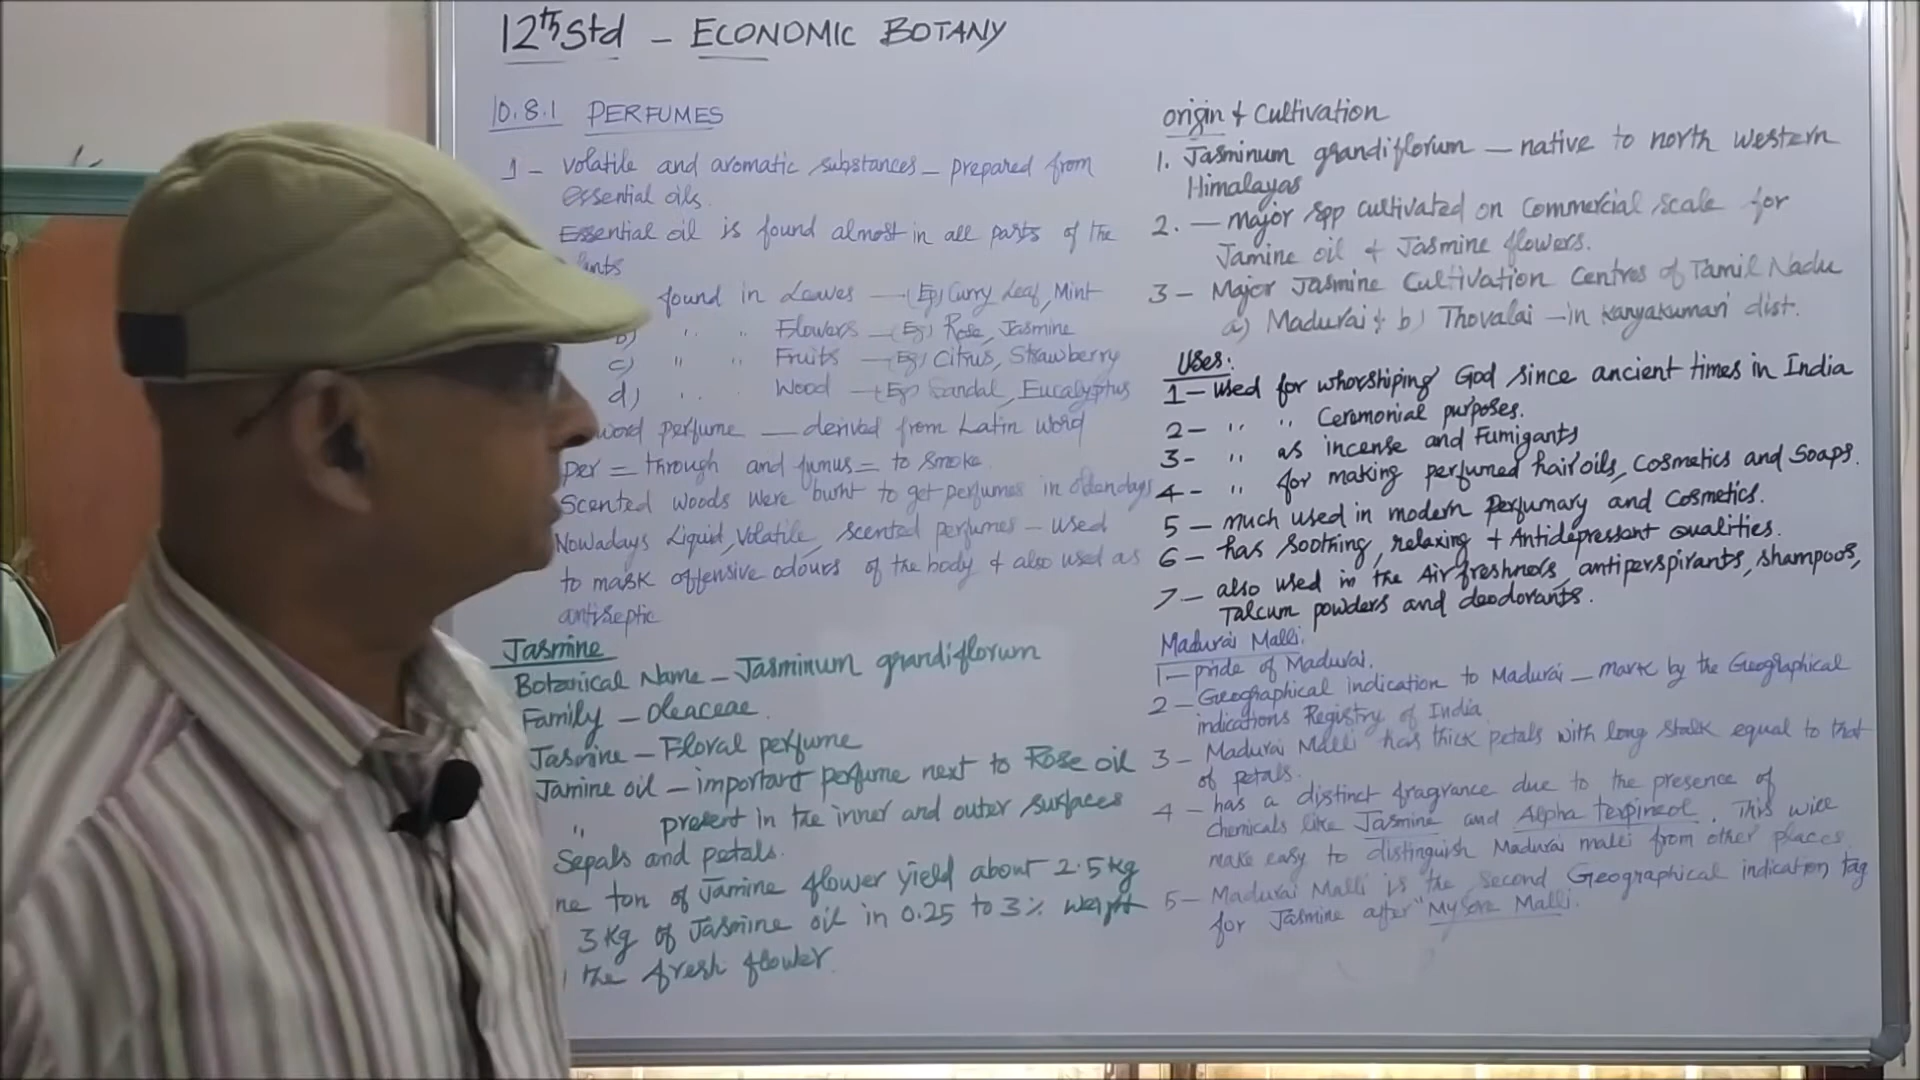 12th Std - ECONOMIC BOTANY
10.8.1 PERFUMES
1 - volatile and aromatic substances - prepared from
essential oils.
Essential oil is found almost in all parts of the
found in Leaves - (Eg) Curry Leaf, Mint
b) " " Flowers - (Eg) Rose, Jasmine
c) " " Fruits - (Eg) Citrus, Strawberry
d) " " Wood - (Eg) Sandal, Eucalyptus
word perfume - derived from Latin word
per = through and fumus = to smoke.
Scented woods were burnt to get perfumes in olden days
Nowadays Liquid, Volatile, scented perfumes - used
to mask offensive odours of the body & also used as
antiseptic
Jasmine
Botanical Name - Jasminum grandiflorum
Family - Oleaceae.
Jasmine - Floral perfume
Jamine oil - important perfume next to Rose oil
" present in the inner and outer surfaces
Sepals and petals.
ne ton of Jamine flower yield about 2.5 kg
3 kg of Jasmine oil in 0.25 to 3% weight
the fresh flower
origin & Cultivation
1. Jasminum grandiflorum - native to north western
Himalayas
2. - major spp cultivated on commercial scale for
Jamine oil & Jasmine flowers.
3 - Major Jasmine Cultivation Centres of Tamil Nadu
a) Madurai & b) Thovalai - in Kanyakumari dist.
Uses:
1 - used for whorshiping God since ancient times in India
2 - " " Ceremonial purposes.
3 - " as incense and Fumigants
4 - " for making perfumed hair oils, Cosmetics and Soaps.
5 - much used in modern Perfumary and Cosmetics.
6 - has soothing, relaxing + Antidepressant qualities.
7 - also used in the Air freshners, antiperspirants, shampoos,
Talcum powders and deodorants.
Madurai Malli.
1 - pride of Madurai.
2 - Geographical indication to Madurai - mark by the Geographical
indications Registry of India
3 - Madurai Malli has thick petals with long stalk equal to that
of petals.
4 - has a distinct fragrance due to the presence of
chemicals like Jasmine and Alpha terpineol. This will
make easy to distinguish Madurai malli from other places
5 - Madurai Malli is the second Geographical indication tag
for Jasmine after "Mysore Malli.